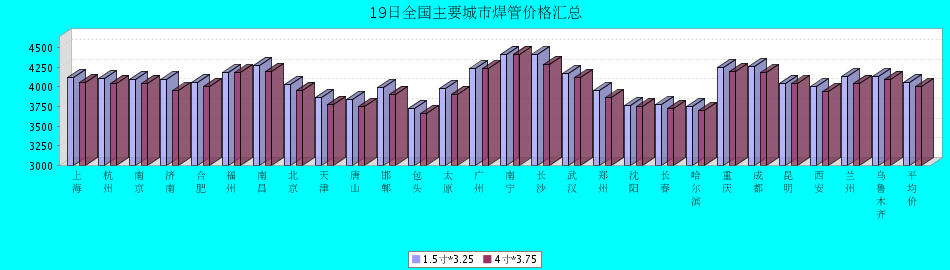 19日全国主要城市焊管价格汇总
4500
4250
4000
3750
3500
3250
3000
上海
杭州
南京
济南
合肥
福州
南昌
北京
天津
唐山
邯郸
包头
太原
广州
南宁
长沙
武汉
郑州
沈阳
长春
哈尔滨
重庆
成都
昆明
西安
兰州
乌鲁木齐
平均价
1.5寸*3.25
4寸*3.75